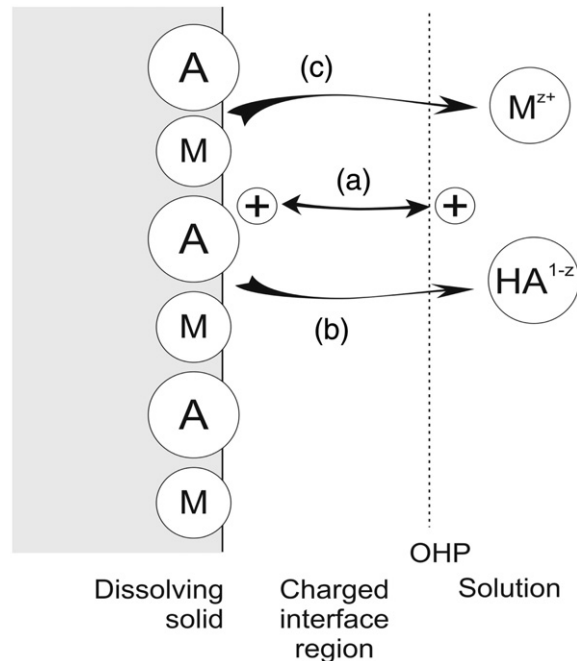 A
(c)
M^z+
M
(a)
+
+
A
HA^1-z
M
(b)
A
M
OHP
Dissolving solid
Charged interface region
Solution